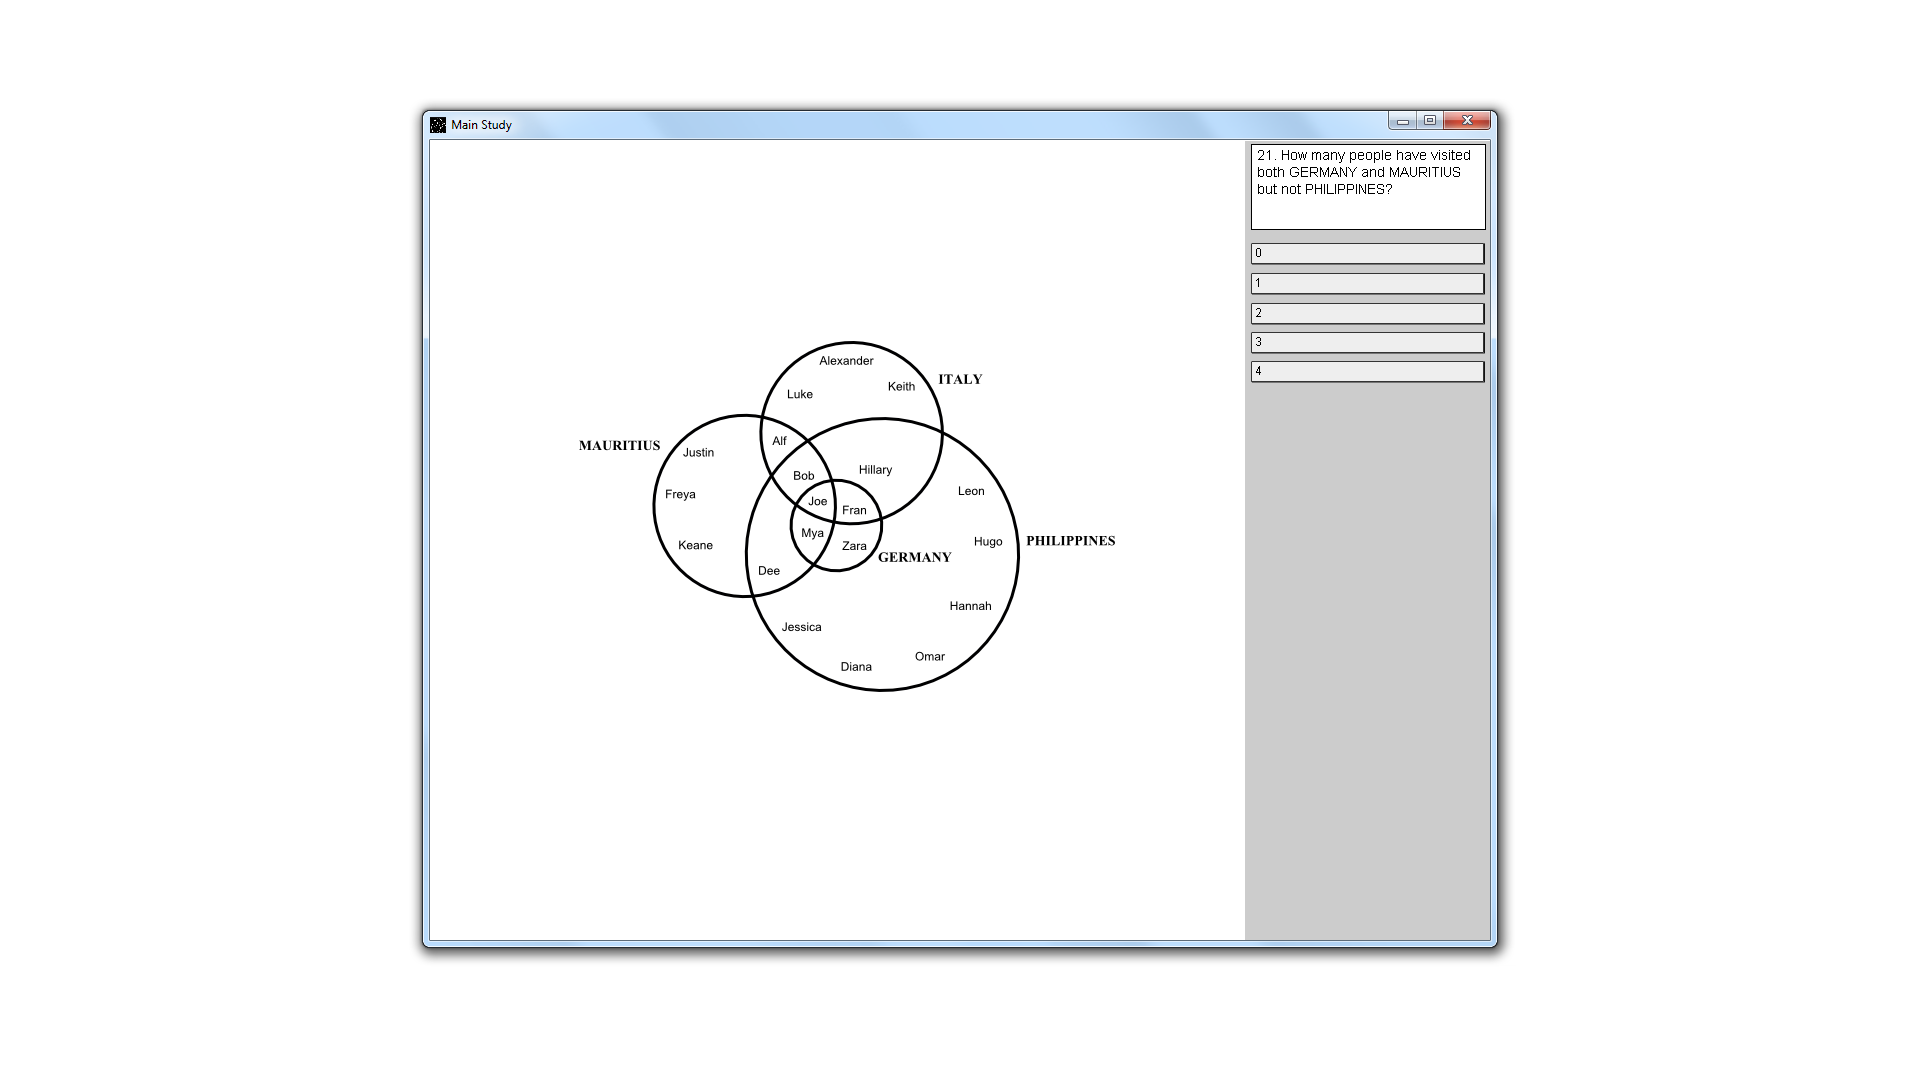 Main Study
21. How many people have visited
both GERMANY and MAURITIUS
but not PHILIPPINES?
0
1
2
3
4
Alexander
ITALY
Keith
Luke
Alf
MAURITIUS
Justin
Hillary
Bob
Leon
Freya
Joe
Fran
Mya
Hugo
PHILIPPINES
Keane
Zara
GERMANY
Dee
Hannah
Jessica
Omar
Diana